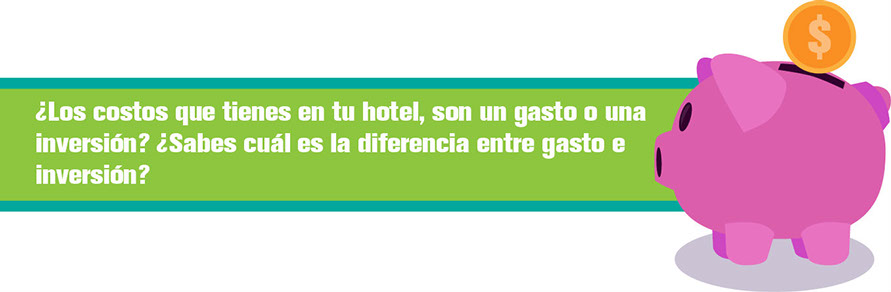 ¿Los costos que tienes en tu hotel, son un gasto o una
inversión? ¿Sabes cuál es la diferencia entre gasto e
inversión?
$